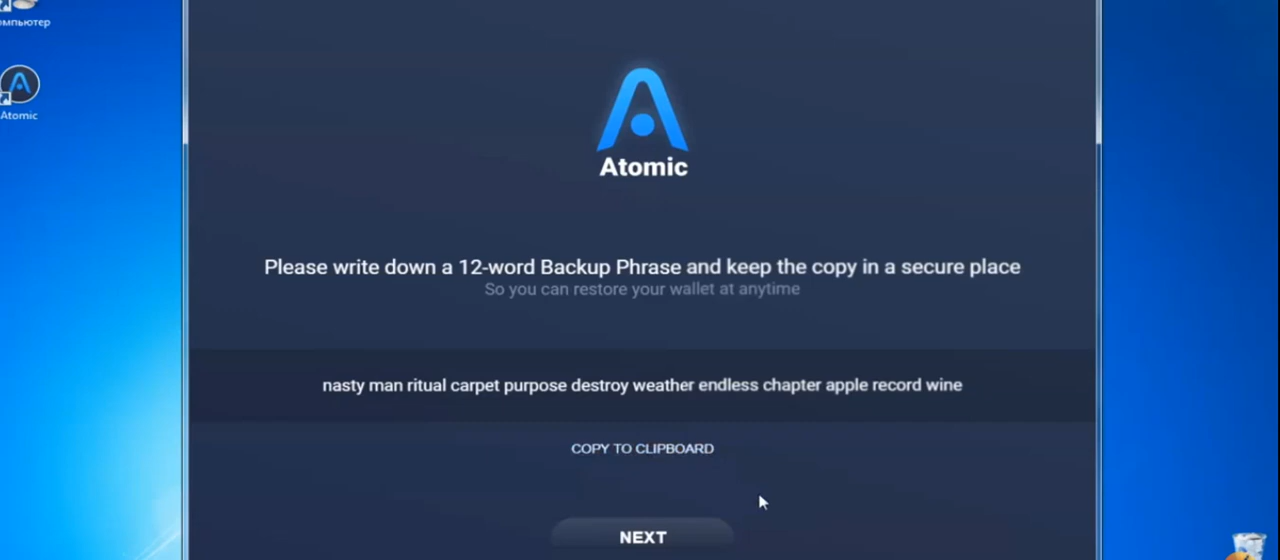 омпьютер
Atomic
Atomic
Please write down a 12-word Backup Phrase and keep the copy in a secure place
So you can restore your wallet at anytime
nasty man ritual carpet purpose destroy weather endless chapter apple record wine
COPY TO CLIPBOARD
NEXT